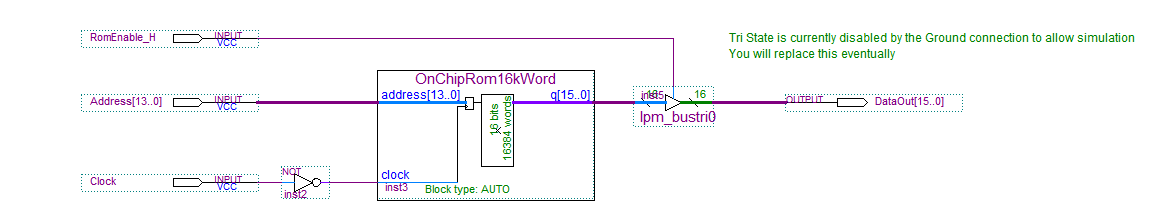 RomEnable_H
INPUT
VCC
Tri State is currently disabled by the Ground connection to allow simulation
You will replace this eventually
OnChipRom16kWord
Address[13..0]
INPUT
VCC
address[13..0]
q[15..0]
16 bits
16384 words
16
inst5
16
lpm_bustri0
OUTPUT
DataOut[15..0]
Clock
INPUT
VCC
NOT
inst2
clock
inst3
Block type: AUTO